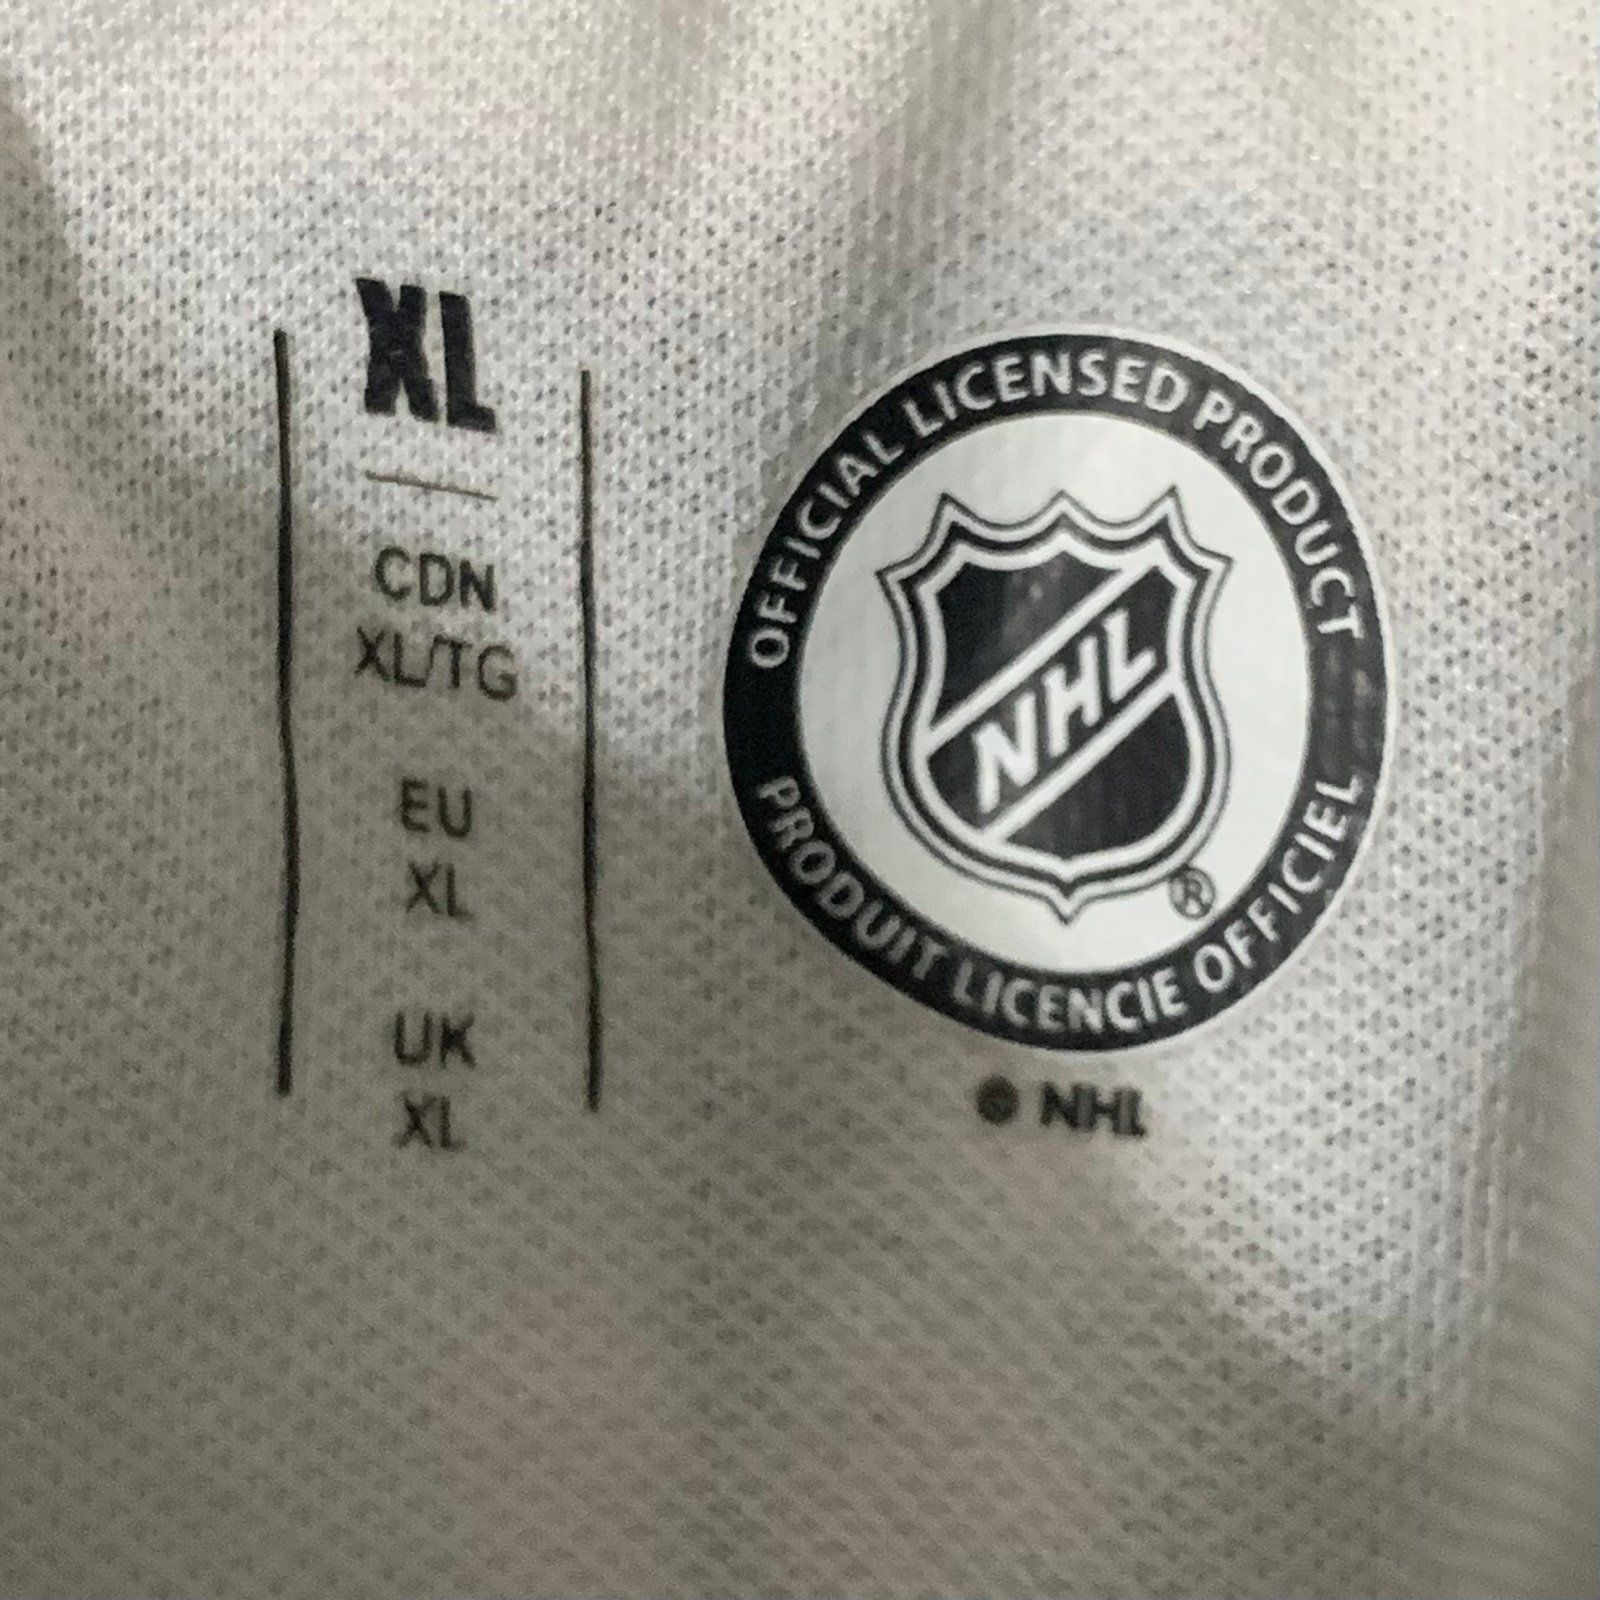 XL
CDN
XL/TG
EU
XL
UK
XL
OFFICIAL LICENSED PRODUCT
NHL
®
PRODUIT LICENCIE OFFICIEL
NHL